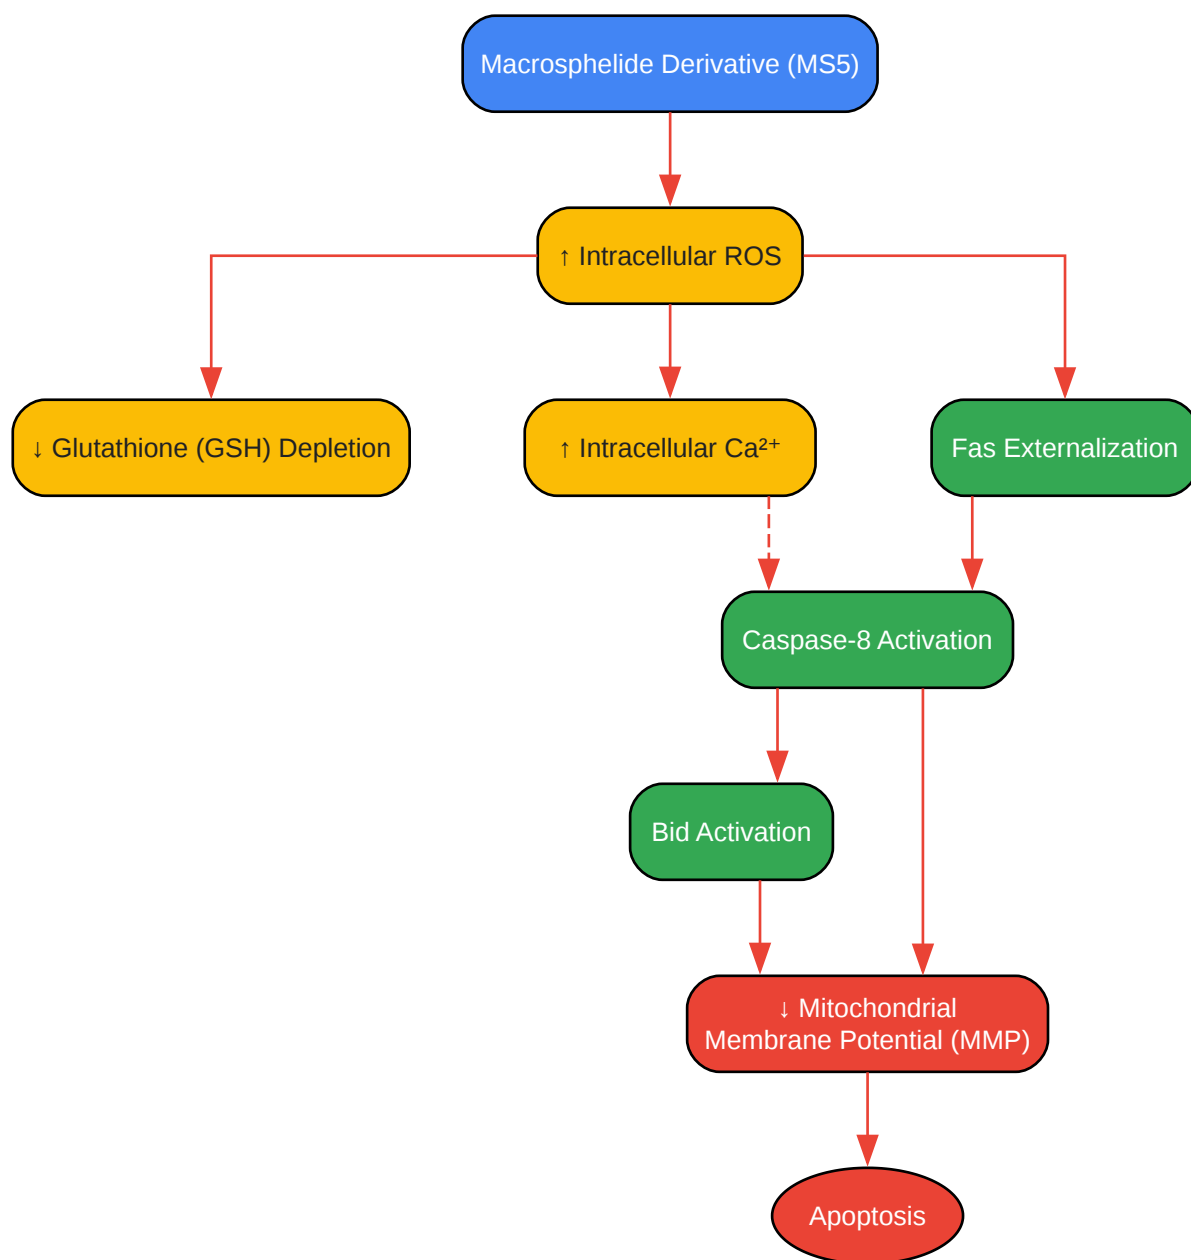 Macrosphelide Derivative (MS5)
↑ Intracellular ROS
↓ Glutathione (GSH) Depletion
↑ Intracellular Ca²⁺
Fas Externalization
Caspase-8 Activation
Bid Activation
↓ Mitochondrial
Membrane Potential (MMP)
Apoptosis